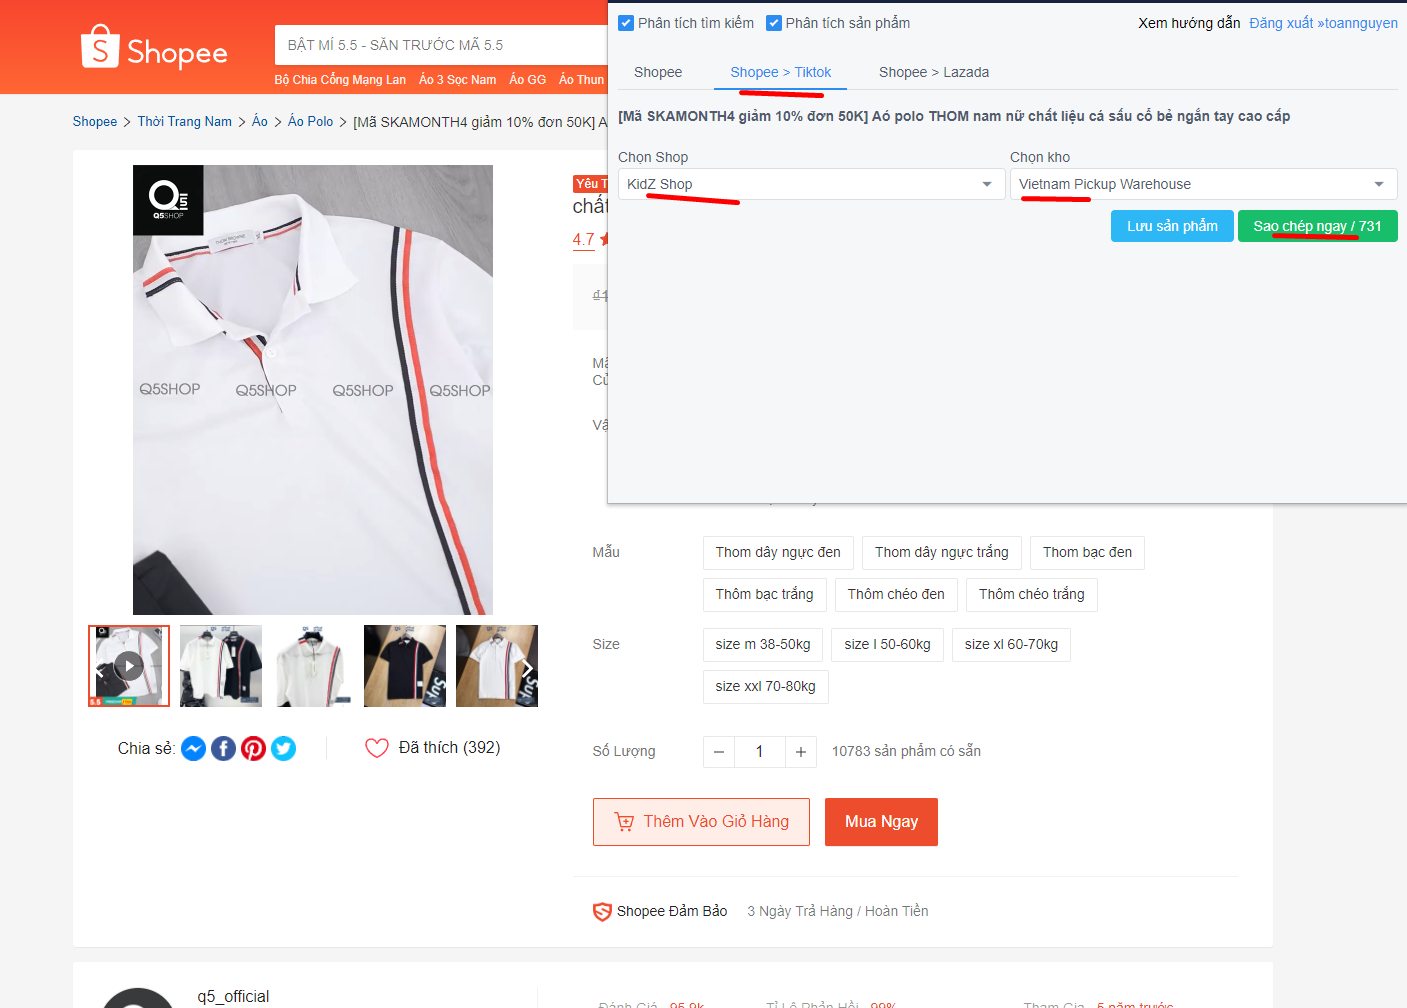 Shopee
BẬT MÍ 5.5 - SĂN TRƯỚC MÃ 5.5
Bộ Chia Cổng Mạng Lan Áo 3 Sọc Nam Áo GG Áo Thun
Phân tích tìm kiếm Phân tích sản phẩm Xem hướng dẫn Đăng xuất »toannguyen
Shopee Shopee > Tiktok Shopee > Lazada
[Mã SKAMONTH4 giảm 10% đơn 50K] Aó polo THOM nam nữ chất liệu cá sấu cổ bẻ ngắn tay cao cấp
Chọn Shop Chọn kho
KidZ Shop Vietnam Pickup Warehouse
Lưu sản phẩm Sao chép ngay / 731
Shopee > Thời Trang Nam > Áo > Áo Polo > [Mã SKAMONTH4 giảm 10% đơn 50K] A
Q5
Q5SHOP
Q5SHOP Q5SHOP Q5SHOP Q5SHOP
Yêu T
chất
4.7
Mã
Củ
Vậ
Mẫu
Thom dây ngực đen Thom dây ngực trắng Thom bạc đen
Thôm bạc trắng Thôm chéo đen Thôm chéo trắng
Size
size m 38-50kg size l 50-60kg size xl 60-70kg
size xxl 70-80kg
Chia sẻ: Đã thích (392)
Số Lượng
1
10783 sản phẩm có sẵn
Thêm Vào Giỏ Hàng Mua Ngay
Shopee Đảm Bảo 3 Ngày Trả Hàng / Hoàn Tiền
q5_official
Đánh Giá 95,9k Tỉ Lệ Phản Hồi 99% Tham Gia 5 năm trước